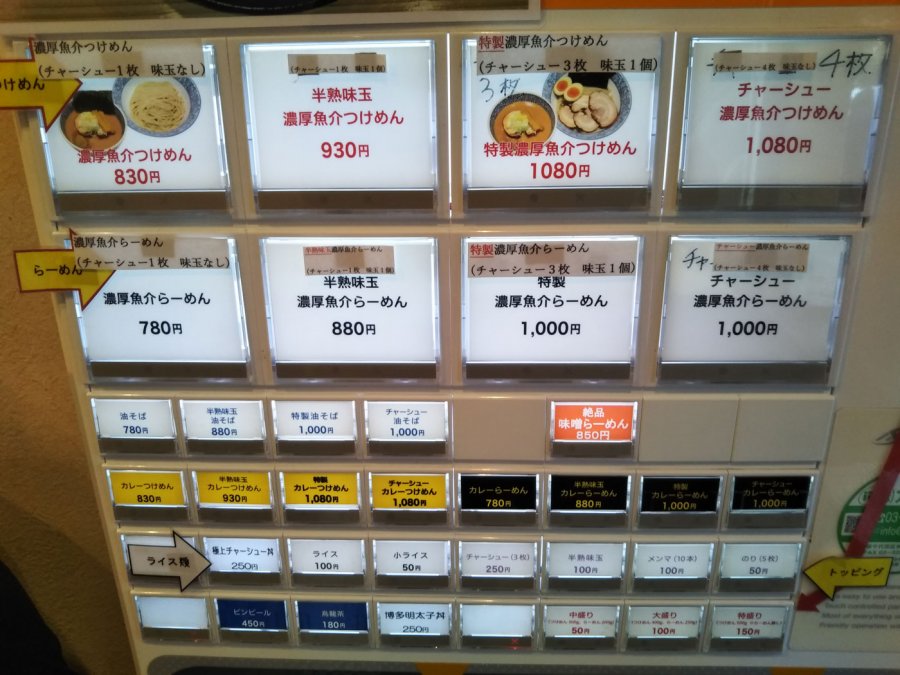 濃厚魚介つけめん
(チャーシュー1枚 味玉なし)
濃厚魚介つけめん
830円
(チャーシュー1枚 味玉1個)
半熟味玉
濃厚魚介つけめん
930円
特製濃厚魚介つけめん
(チャーシュー3枚 味玉1個)
3枚
特製濃厚魚介つけめん
1080円
(チャーシュー4枚 味玉なし)
4枚
チャーシュー
濃厚魚介つけめん
1,080円
らーめん
濃厚魚介らーめん
(チャーシュー1枚 味玉なし)
濃厚魚介らーめん
780円
半熟味玉濃厚魚介らーめん
(チャーシュー1枚 味玉1個)
半熟味玉
濃厚魚介らーめん
880円
特製濃厚魚介らーめん
(チャーシュー3枚 味玉1個)
特製
濃厚魚介らーめん
1,000円
チャーシュー濃厚魚介らーめん
(チャーシュー4枚 味玉なし)
チャーシュー
濃厚魚介らーめん
1,000円
油そば
780円
半熟味玉
油そば
880円
特製油そば
1,000円
チャーシュー
油そば
1,000円
絶品
味噌らーめん
850円
カレーつけめん
830円
半熟味玉
カレーつけめん
930円
特製
カレーつけめん
1,080円
チャーシュー
カレーつけめん
1,080円
カレーらーめん
780円
半熟味玉
カレーらーめん
880円
特製
カレーらーめん
1,000円
チャーシュー
カレーらーめん
1,000円
ライス類
極上チャーシュー丼
250円
ライス
100円
小ライス
50円
チャーシュー(3枚)
250円
半熟味玉
100円
メンマ(10本)
100円
のり(5枚)
50円
トッピング
ビンビール
450円
烏龍茶
180円
博多明太子丼
250円
中盛り
50円
大盛り
100円
特盛り
150円